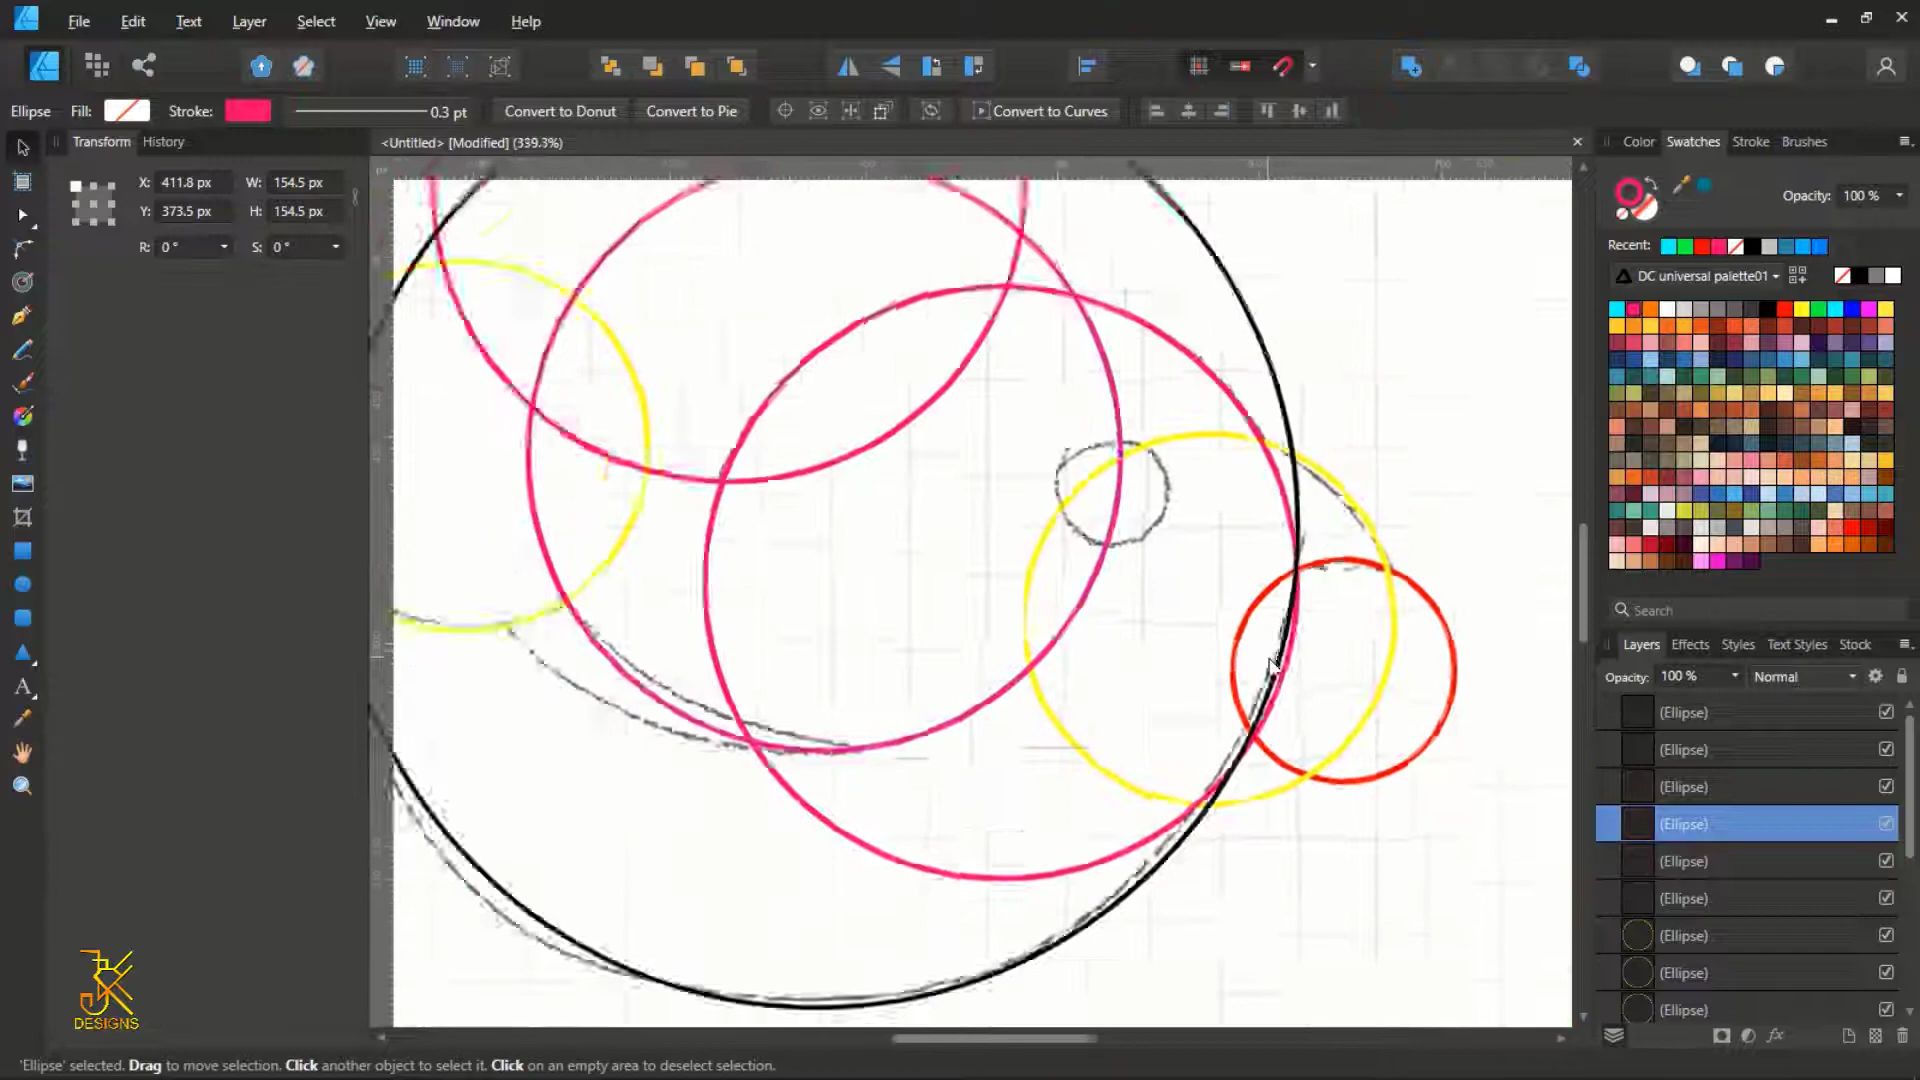 File Edit Text Layer Select View Window Help
Ellipse Fill: Stroke: 0.3 pt Convert to Donut Convert to Pie Convert to Curves
Transform History
<Untitled> [Modified] (339.3%)
Color Swatches Stroke Brushes
X: 411.8 px W: 154.5 px
Y: 373.5 px H: 154.5 px
R: 0 ° S: 0 °
Opacity: 100 %
Recent:
DC universal palette01
Search
Layers Effects Styles Text Styles Stock
Opacity: 100 % Normal
(Ellipse)
(Ellipse)
(Ellipse)
(Ellipse)
(Ellipse)
(Ellipse)
(Ellipse)
(Ellipse)
(Ellipse)
JK
DESIGNS
'Ellipse' selected. Drag to move selection. Click another object to select it. Click on an empty area to deselect selection.